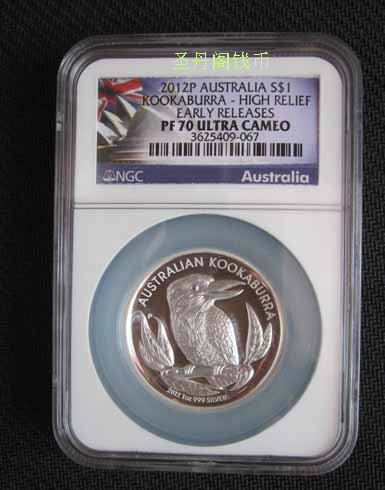 圣丹阁钱币
2012P AUSTRALIA S$1
KOOKABURRA - HIGH RELIEF
EARLY RELEASES
PF 70 ULTRA CAMEO
3625409-067
NGC Australia
AUSTRALIAN KOOKABURRA
P
2012 1oz 999 SILVER